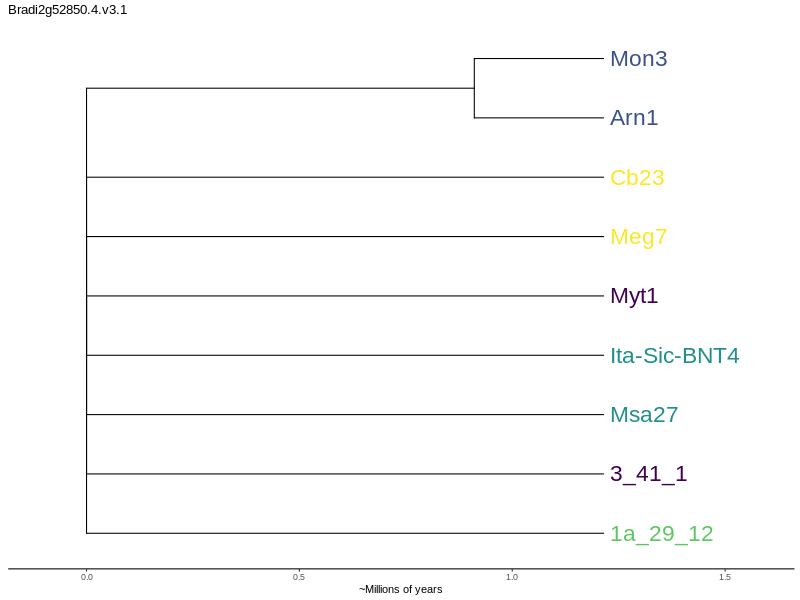 Bradi2g52850.4.v3.1
Mon3
Arn1
Cb23
Meg7
Myt1
Ita-Sic-BNT4
Msa27
3_41_1
1a_29_12
0.0 0.5 1.0 1.5
~Millions of years